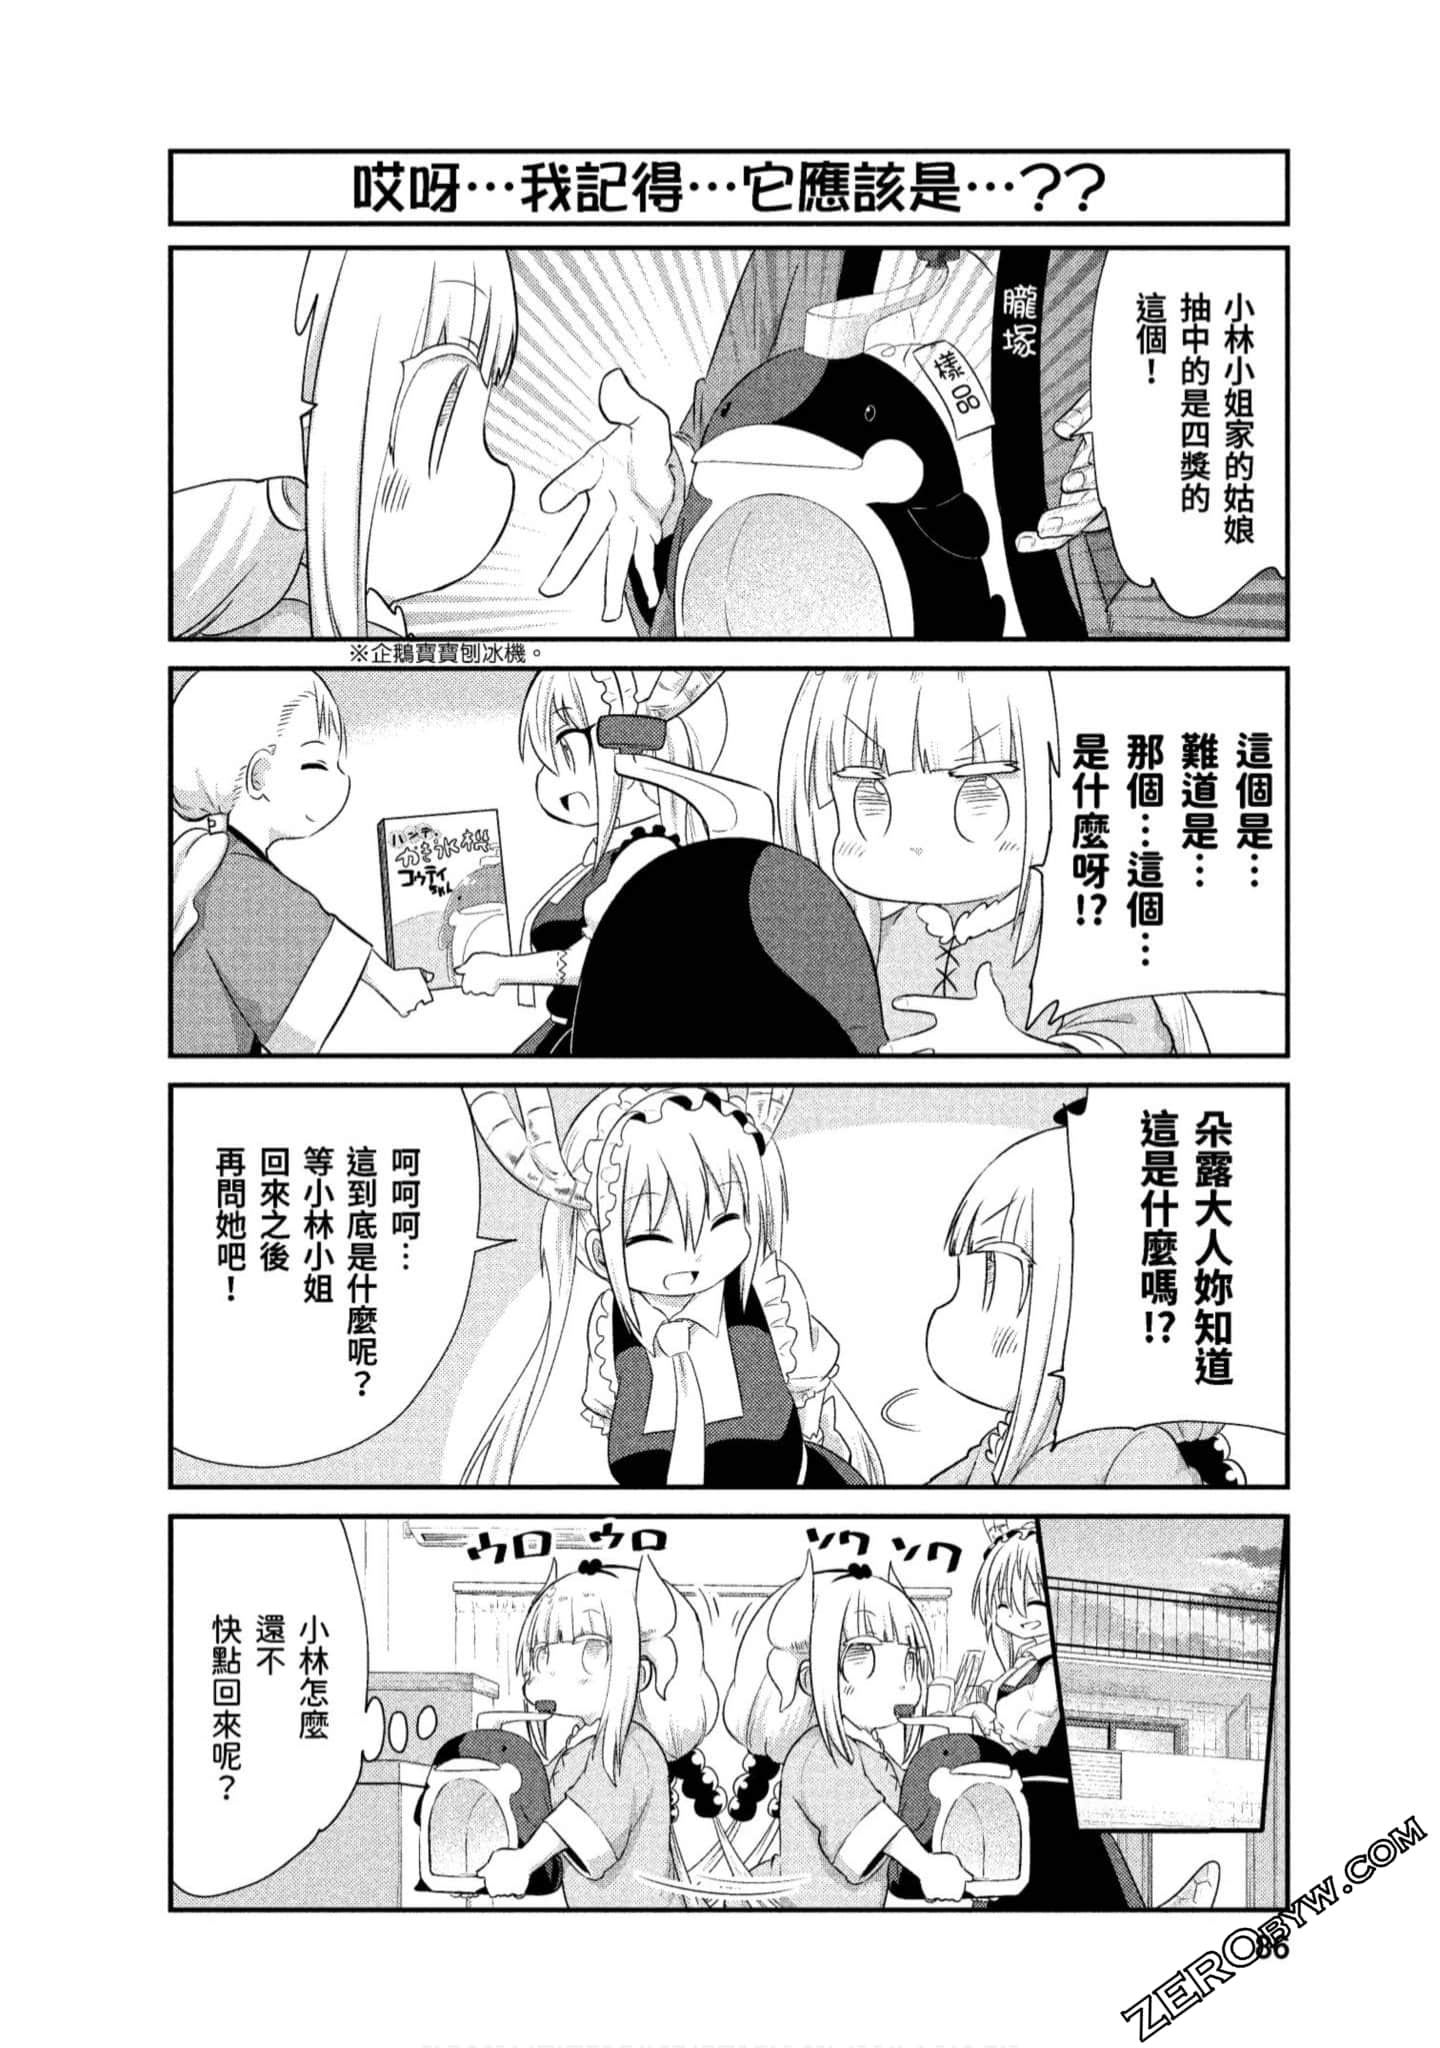 哎呀…我記得…它應該是…??
小林小姐家的姑娘
抽中的是四獎的
這個！
朧塚
樣品
※企鵝寶寶刨冰機。
這個是…
難道是…
那個…這個…
是什麼呀!?
ハンディ
かき氷機
コウテイ
ちゃん
朵露大人妳知道
這是什麼嗎!?
呵呵呵…
這到底是什麼呢？
等小林小姐
回來之後
再問她吧！
ソワソワ
ウロウロ
小林怎麼
還不
快點回來呢？
86
ZEROBYW.COM